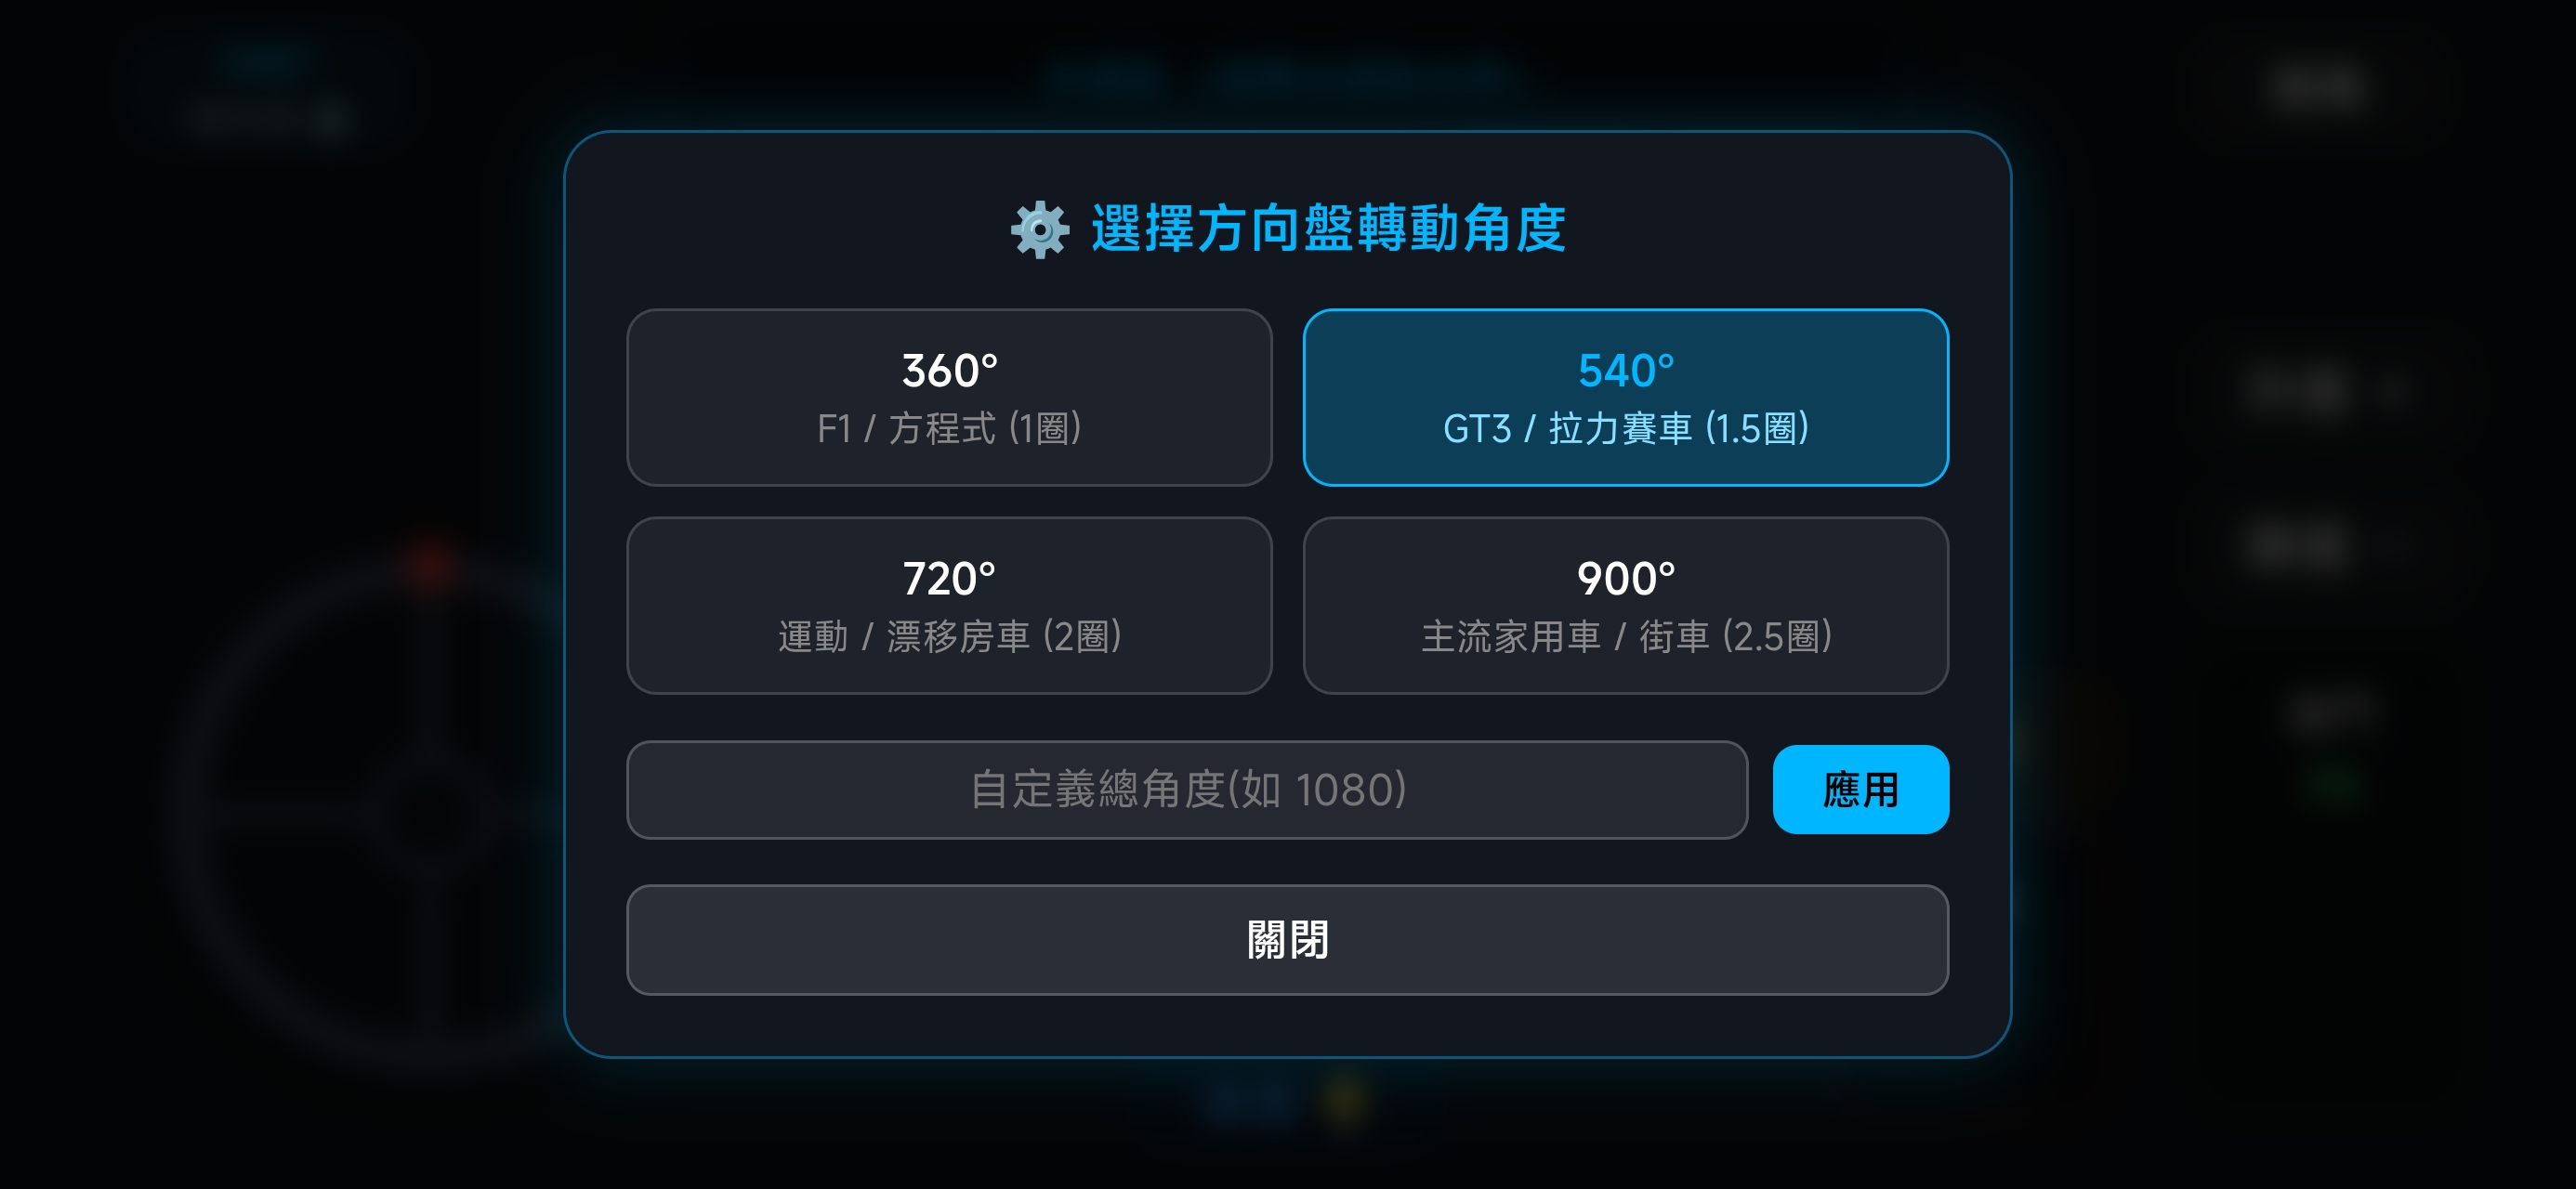 ⚙️ 選擇方向盤轉動角度
360°
F1 / 方程式 (1圈)
540°
GT3 / 拉力賽車 (1.5圈)
720°
運動 / 漂移房車 (2圈)
900°
主流家用車 / 街車 (2.5圈)
自定義總角度(如 1080)
應用
關閉